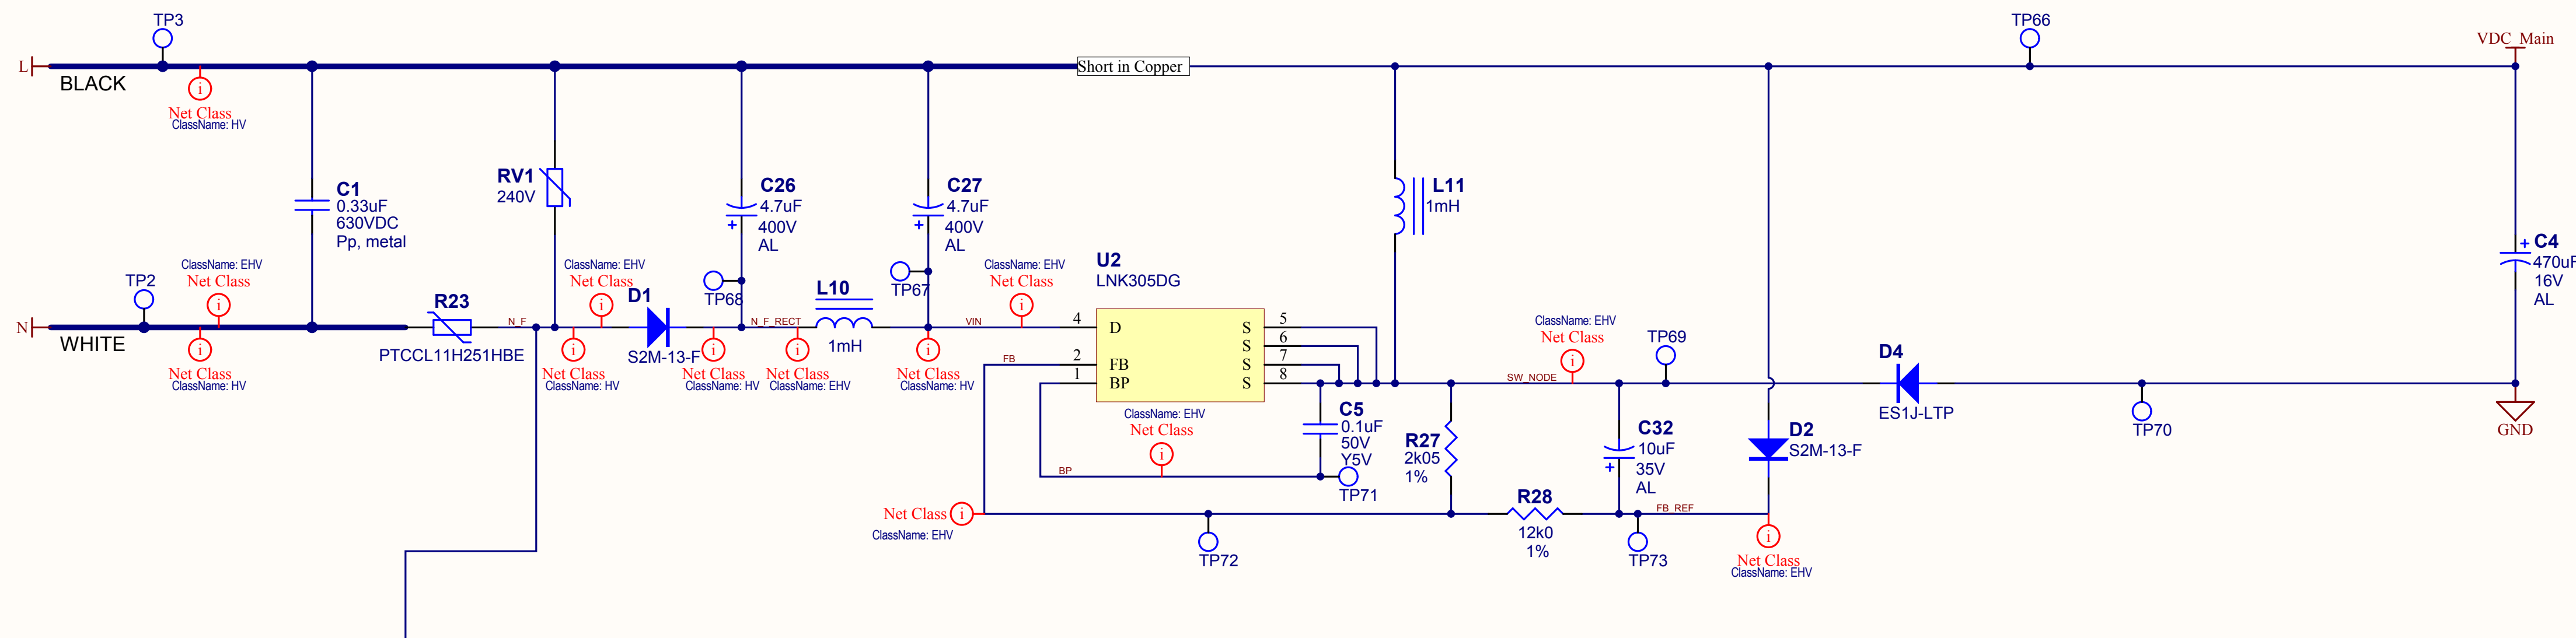 TP3
TP66
VDC_Main
L
BLACK
Short in Copper
i
Net Class
ClassName: HV
C1
0.33uF
630VDC
Pp, metal
RV1
240V
C26
4.7uF
400V
AL
+
C27
4.7uF
400V
AL
+
L11
1mH
C4
470uF
16V
AL
+
TP2
ClassName: EHV
Net Class
i
N
WHITE
i
Net Class
ClassName: HV
R23
PTCCL11H251HBE
N_F
ClassName: EHV
Net Class
i
D1
S2M-13-F
i
Net Class
ClassName: HV
TP68
i
Net Class
ClassName: HV
N_F_RECT
i
Net Class
ClassName: EHV
L10
1mH
TP67
i
Net Class
ClassName: HV
VIN
ClassName: EHV
Net Class
i
U2
LNK305DG
4
D
2
FB
1
BP
S
5
S
6
S
7
S
8
FB
BP
ClassName: EHV
Net Class
i
C5
0.1uF
50V
Y5V
TP71
R27
2k05
1%
SW_NODE
ClassName: EHV
Net Class
i
TP69
C32
10uF
35V
AL
+
D2
S2M-13-F
D4
ES1J-LTP
TP70
GND
Net Class
i
ClassName: EHV
TP72
R28
12k0
1%
TP73
FB_REF
i
Net Class
ClassName: EHV